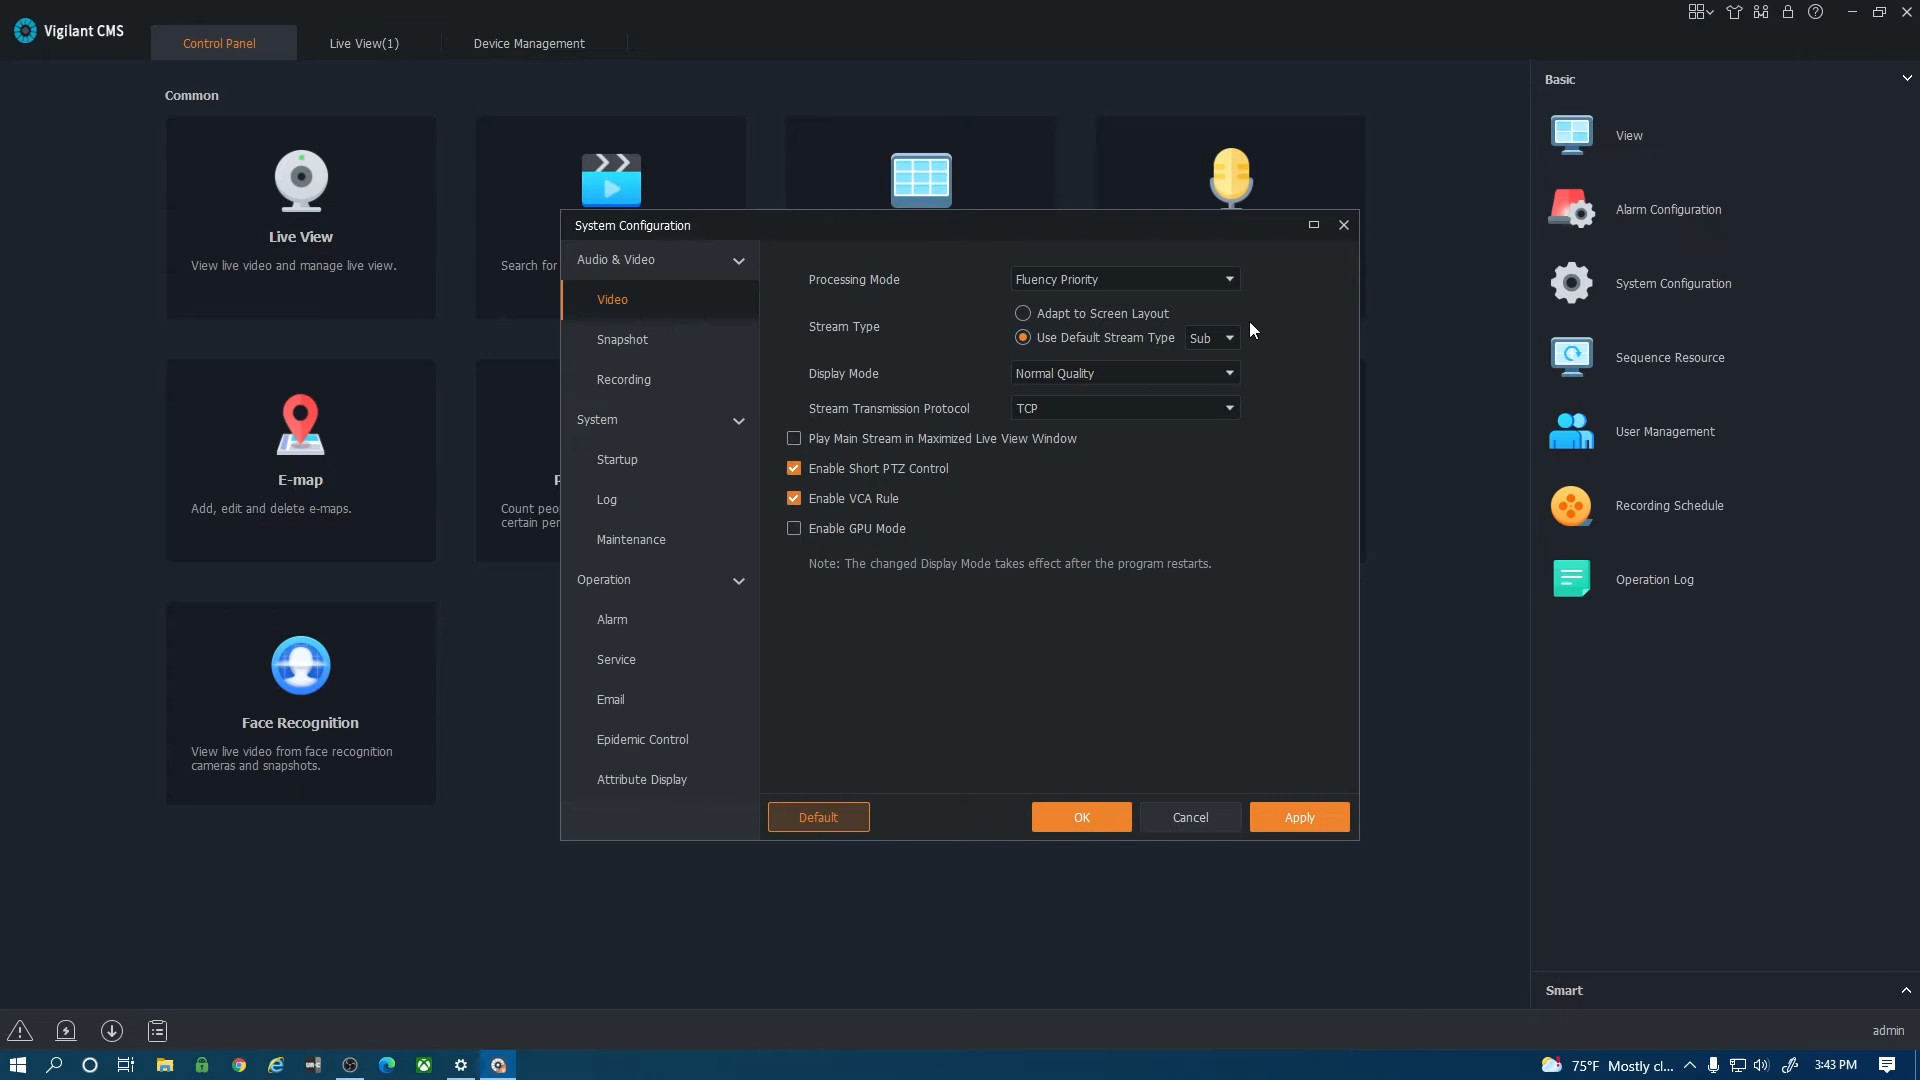 Vigilant CMS
Control Panel
Live View(1)
Device Management
Common
Live View
View live video and manage live view.
Search for
E-map
Add, edit and delete e-maps.
P
Count peo
certain per
Face Recognition
View live video from face recognition
cameras and snapshots.
System Configuration
Audio & Video
Video
Snapshot
Recording
System
Startup
Log
Maintenance
Operation
Alarm
Service
Email
Epidemic Control
Attribute Display
Processing Mode
Fluency Priority
Stream Type
Adapt to Screen Layout
Use Default Stream Type
Sub
Display Mode
Normal Quality
Stream Transmission Protocol
TCP
Play Main Stream in Maximized Live View Window
Enable Short PTZ Control
Enable VCA Rule
Enable GPU Mode
Note: The changed Display Mode takes effect after the program restarts.
Default
OK
Cancel
Apply
Basic
View
Alarm Configuration
System Configuration
Sequence Resource
User Management
Recording Schedule
Operation Log
Smart
admin
75°F Mostly cl...
3:43 PM